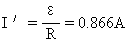 I ′ = ε/R = 0.866A